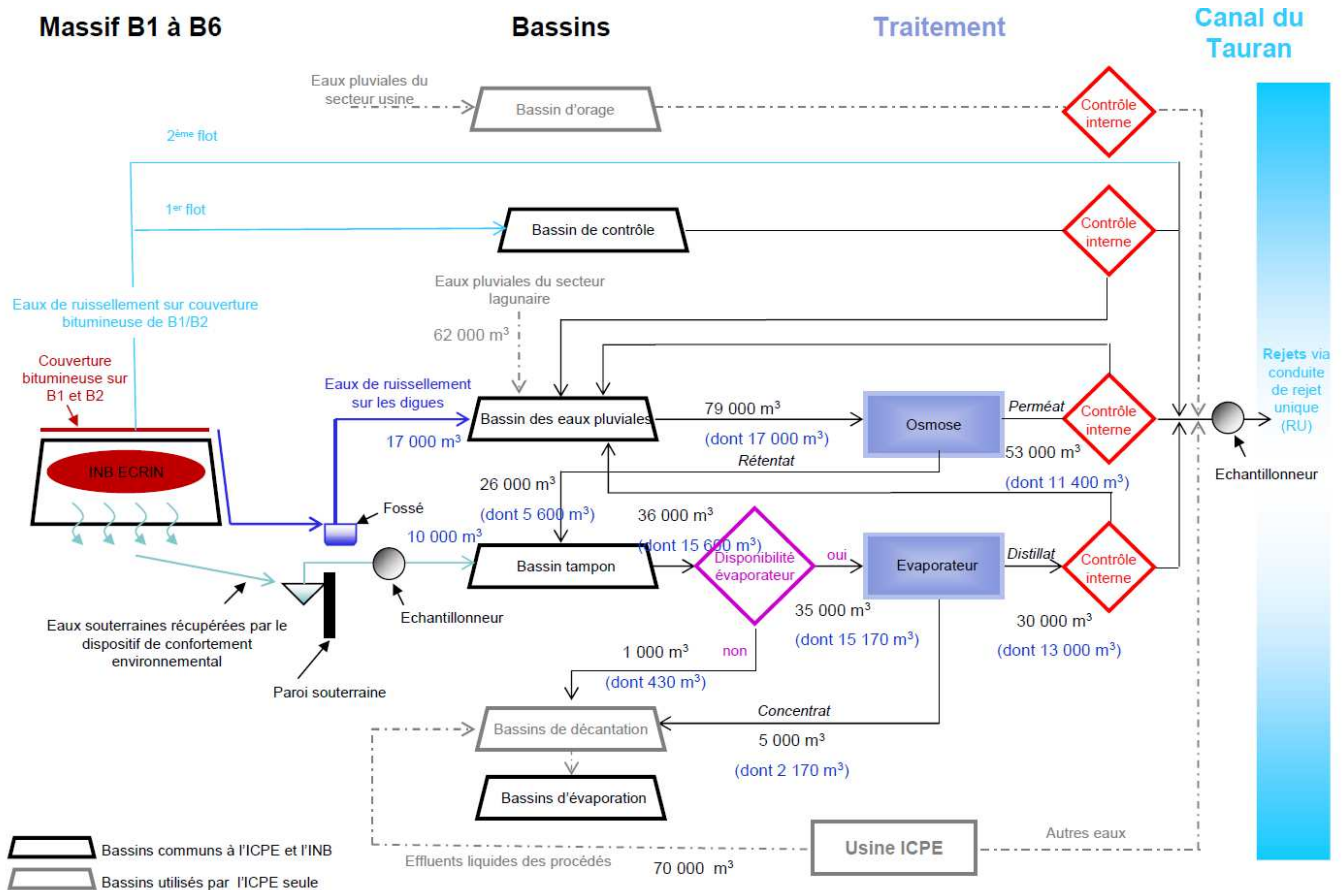 Massif B1 à B6
Bassins
Traitement
Canal du
Tauran
Eaux pluviales du
secteur usine
Bassin d'orage
Contrôle
interne
2ème flot
1er flot
Bassin de contrôle
Contrôle
interne
Eaux de ruissellement sur couverture
bitumineuse de B1/B2
Eaux pluviales du secteur
lagunaire
62 000 m³
Couverture
bitumineuse sur
B1 et B2
Eaux de ruissellement
sur les digues
17 000 m³
Bassin des eaux pluviales
79 000 m³
(dont 17 000 m³)
Osmose
Perméat
Contrôle
interne
53 000 m³
(dont 11 400 m³)
Rejets via
conduite
de rejet
unique
(RU)
Echantillonneur
INB ECRIN
Rétentat
26 000 m³
(dont 5 600 m³)
Fossé
10 000 m³
36 000 m³
(dont 15 600 m³)
Bassin tampon
Disponibilité
évaporateur
oui
Evaporateur
Distillat
Contrôle
interne
Echantillonneur
35 000 m³
(dont 15 170 m³)
30 000 m³
(dont 13 000 m³)
Eaux souterraines récupérées par le
dispositif de confortement
environnemental
Paroi souterraine
1 000 m³
non
(dont 430 m³)
Bassins de décantation
Concentrat
5 000 m³
(dont 2 170 m³)
Bassins d'évaporation
Bassins communs à l'ICPE et l'INB
Bassins utilisés par l'ICPE seule
Effluents liquides des procédés
70 000 m³
Usine ICPE
Autres eaux